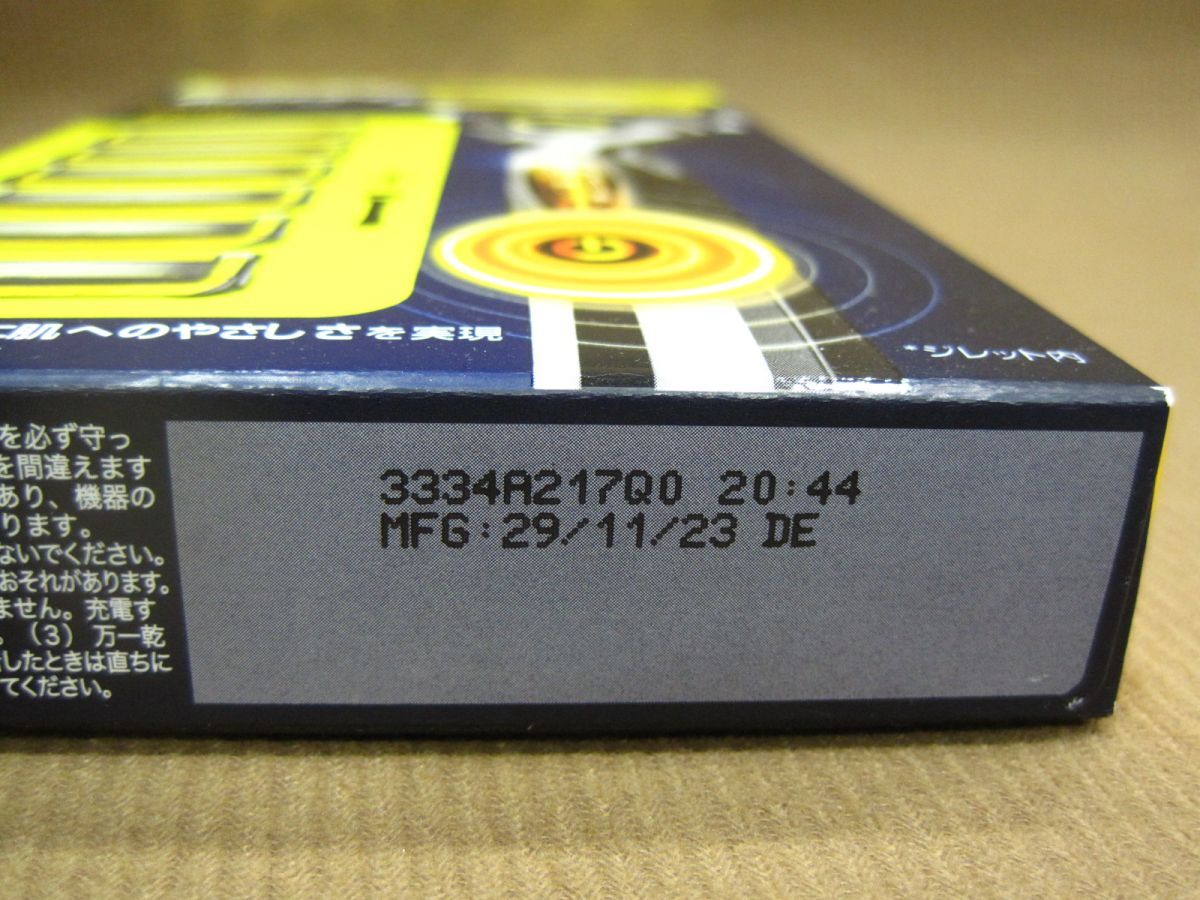 肌へのやさしさを実現
*ジレット内
を必ず守っ
を間違えます
あり、機器の
ります。
ないでください。
おそれがあります。
ません。充電す
。（3）万一乾
したときは直ちに
てください。
3334A217Q0 20:44
MFG:29/11/23 DE